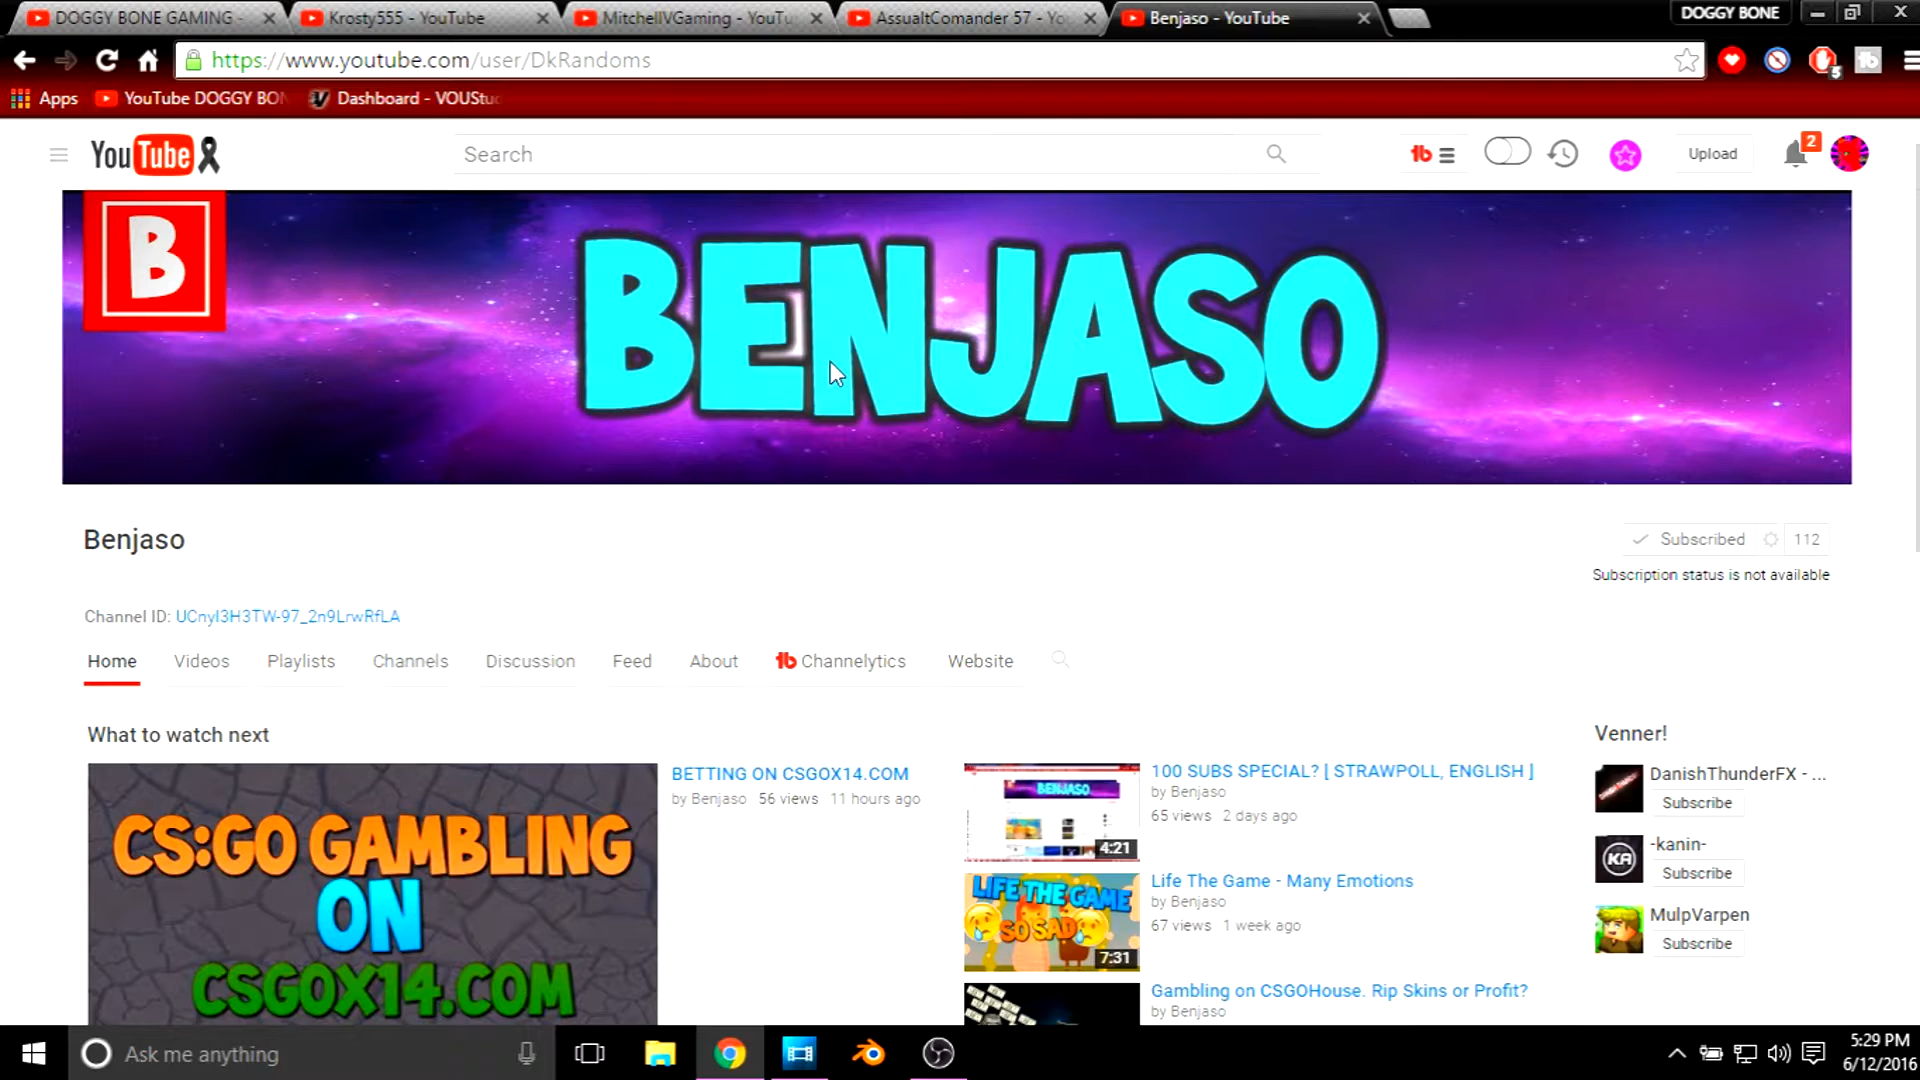 DOGGY BONE GAMING -
Krosty555 - YouTube
MitchellVGaming - YouTu
AssualtComander 57 - Yo
Benjaso - YouTube
DOGGY BONE
https://www.youtube.com/user/DkRandoms
5
Apps
YouTube DOGGY BON
Dashboard - VOUStuc
YouTube
Search
Upload
2
B
BENJASO
Benjaso
Subscribed
112
Subscription status is not available
Channel ID: UCnyI3H3TW-97_2n9LrwRfLA
Home
Videos
Playlists
Channels
Discussion
Feed
About
Channelytics
Website
What to watch next
CS:GO GAMBLING
ON
CSGOX14.COM
BETTING ON CSGOX14.COM
by Benjaso 56 views 11 hours ago
BENJASO
4:21
100 SUBS SPECIAL? [ STRAWPOLL, ENGLISH ]
by Benjaso
65 views 2 days ago
LIFE THE GAME
SO SAD
7:31
Life The Game - Many Emotions
by Benjaso
67 views 1 week ago
Gambling on CSGOHouse. Rip Skins or Profit?
by Benjaso
Venner!
DanishThunderFX - ...
Subscribe
KA
-kanin-
Subscribe
MulpVarpen
Subscribe
Ask me anything
5:29 PM
6/12/2016